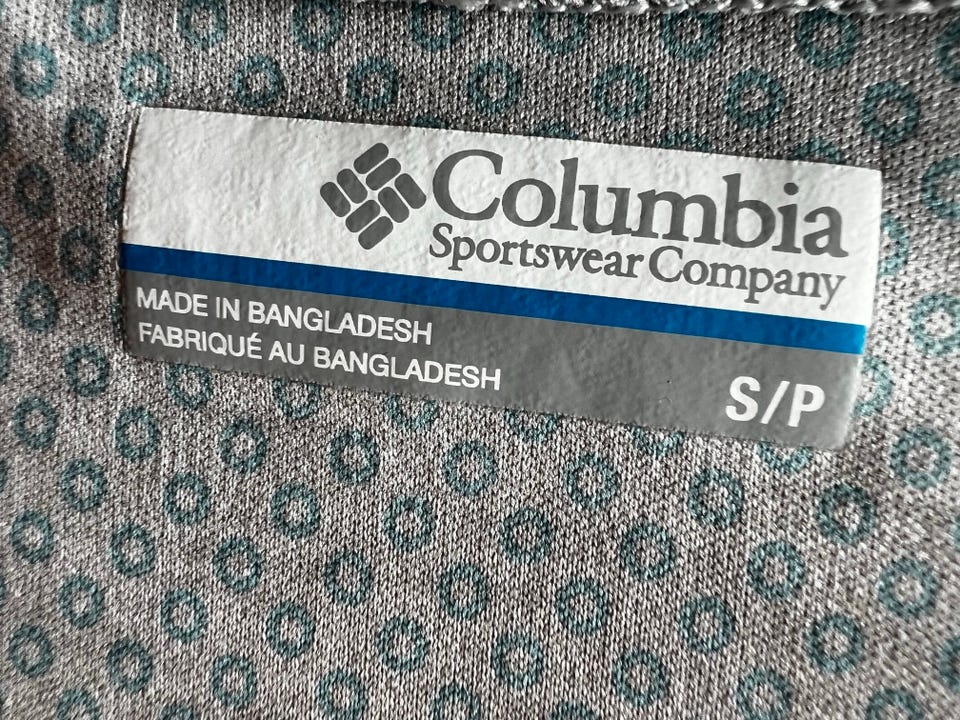 Columbia
Sportswear Company
MADE IN BANGLADESH
FABRIQUÉ AU BANGLADESH
S/P